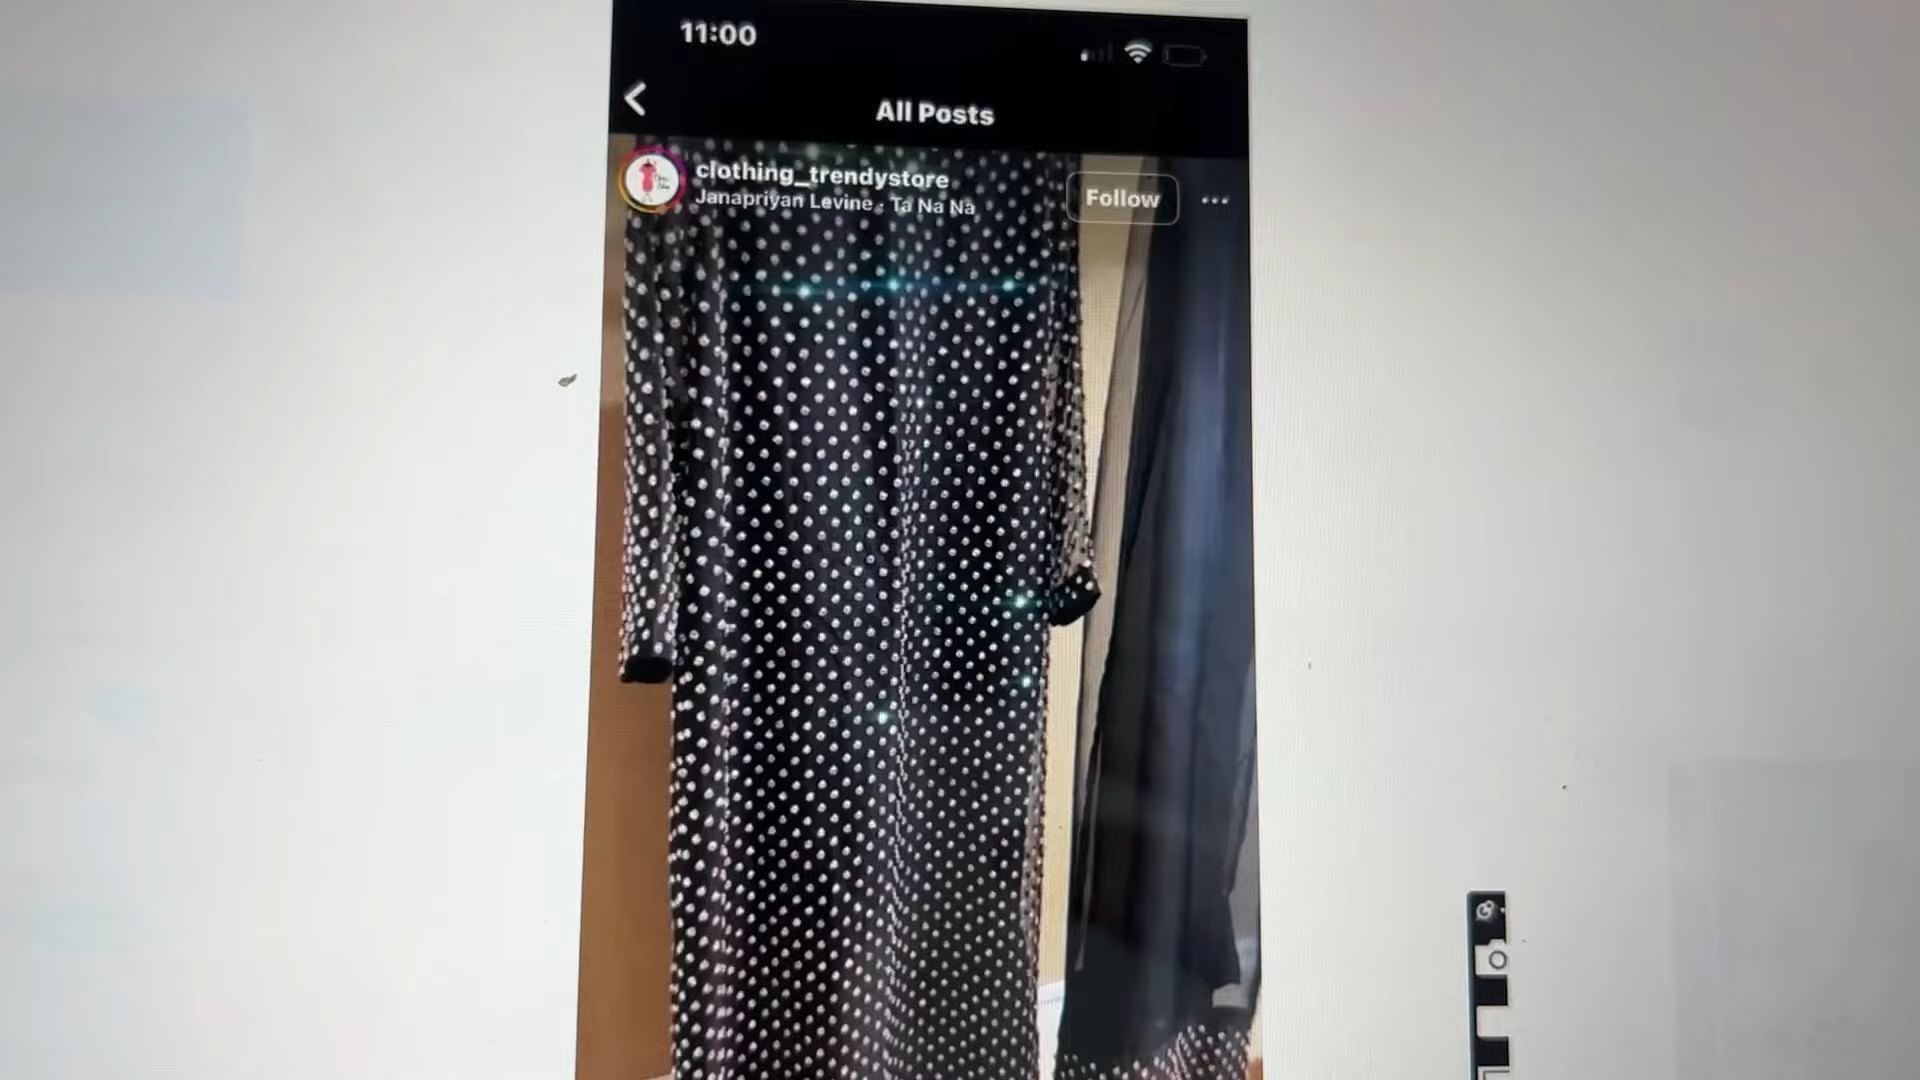 11:00
All Posts
clothing_trendystore
Janapriyan Levine · Ta Na Na
Follow